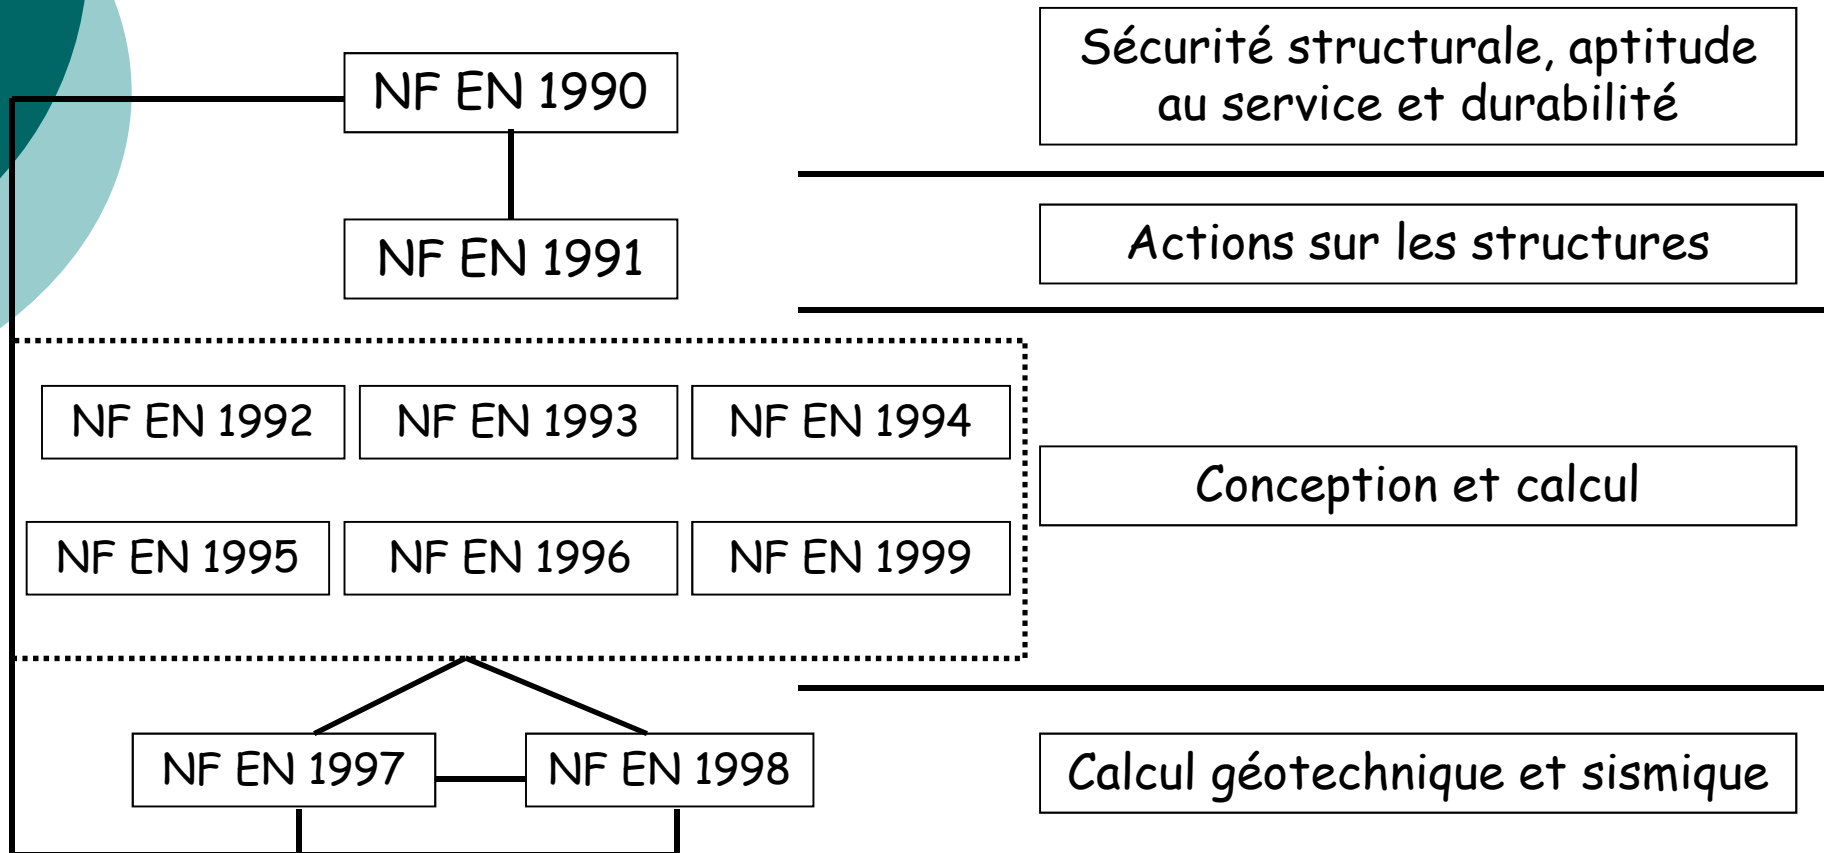 NF EN 1990
Sécurité structurale, aptitude
au service et durabilité
NF EN 1991
Actions sur les structures
NF EN 1992
NF EN 1993
NF EN 1994
Conception et calcul
NF EN 1995
NF EN 1996
NF EN 1999
NF EN 1997
NF EN 1998
Calcul géotechnique et sismique